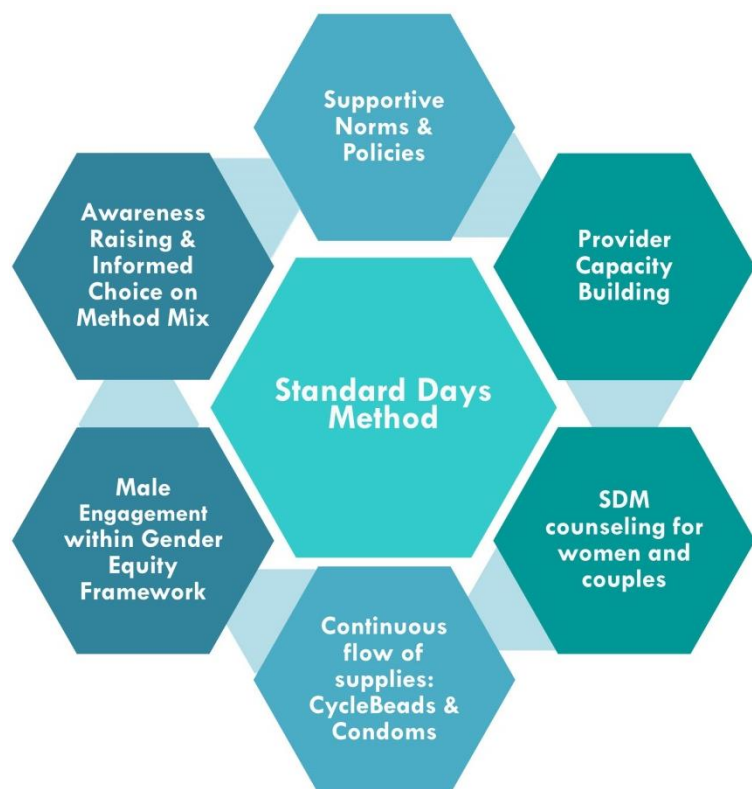 Supportive
Norms &
Policies
Awareness
Raising &
Informed
Choice on
Method Mix
Provider
Capacity
Building
Standard Days
Method
Male
Engagement
within Gender
Equity
Framework
SDM
counseling for
women and
couples
Continuous
flow of
supplies:
CycleBeads &
Condoms